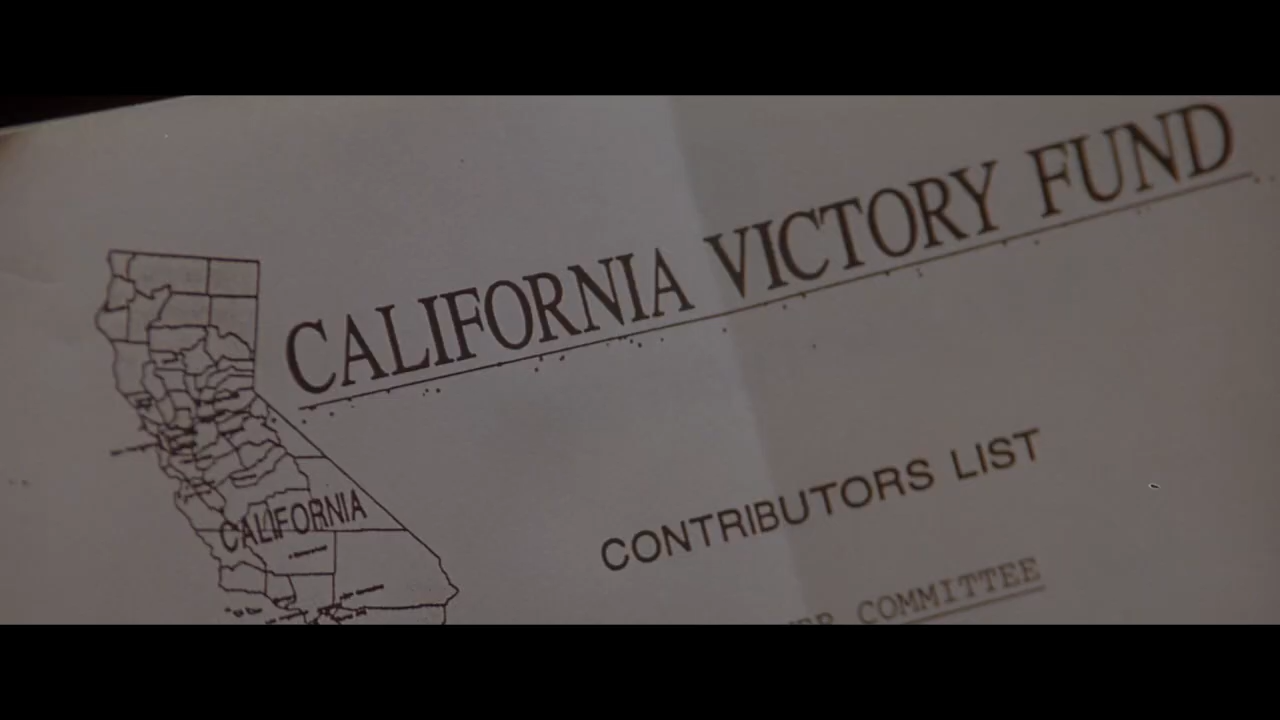 CALIFORNIA VICTORY FUND
CONTRIBUTORS LIST
COMMITTEE
CALIFORNIA